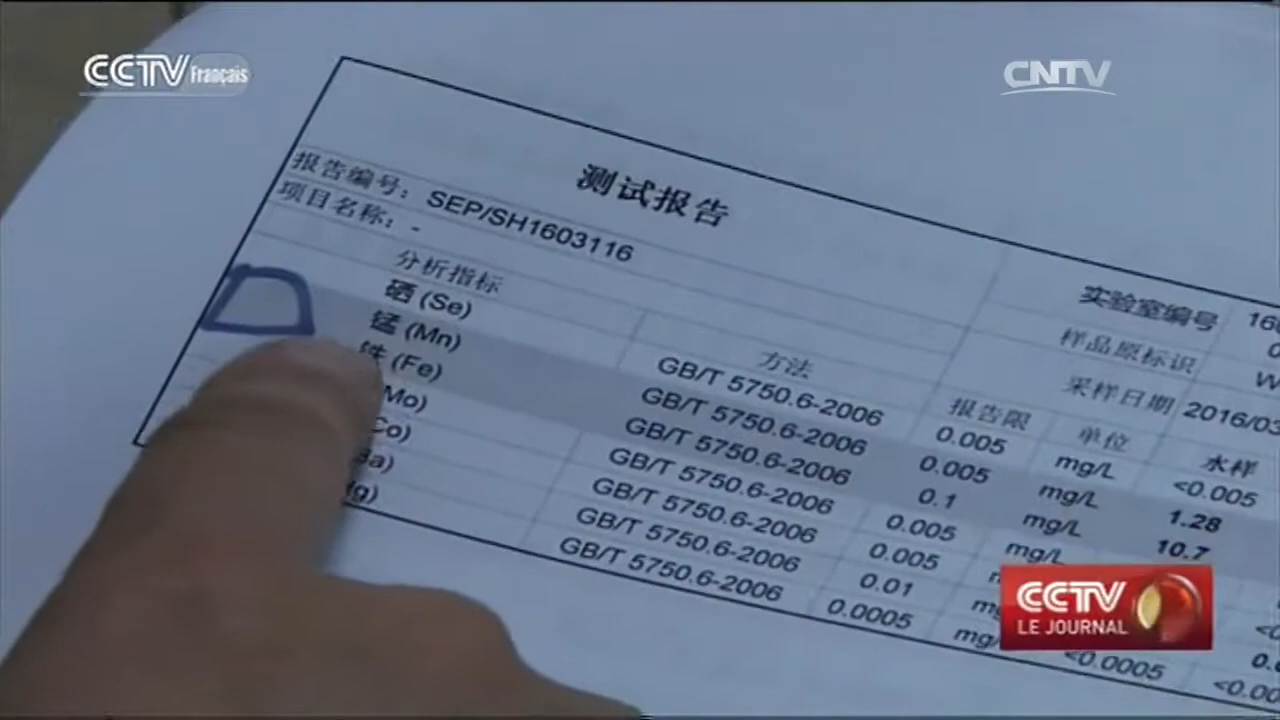 CCTV Français
CNTV
测试报告
报告编号： SEP/SH1603116
实验室编号
项目名称： -
样品原标识
采样日期 2016/03
分析指标 方法 报告限 单位 水样
硒 (Se) GB/T 5750.6-2006 0.005 mg/L <0.005
锰 (Mn) GB/T 5750.6-2006 0.005 mg/L 1.28
铁 (Fe) GB/T 5750.6-2006 0.1 mg/L 10.7
Mo) GB/T 5750.6-2006 0.005 mg/L
Co) GB/T 5750.6-2006 0.005
Ba) GB/T 5750.6-2006 0.01
GB/T 5750.6-2006 0.0005 mg/L <0.0005
CCTV
LE JOURNAL